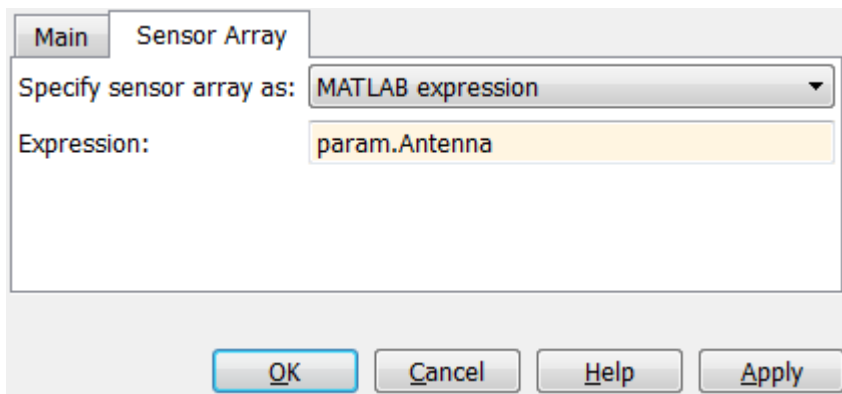 Main Sensor Array
Specify sensor array as: MATLAB expression
Expression: param.Antenna
OK Cancel Help Apply